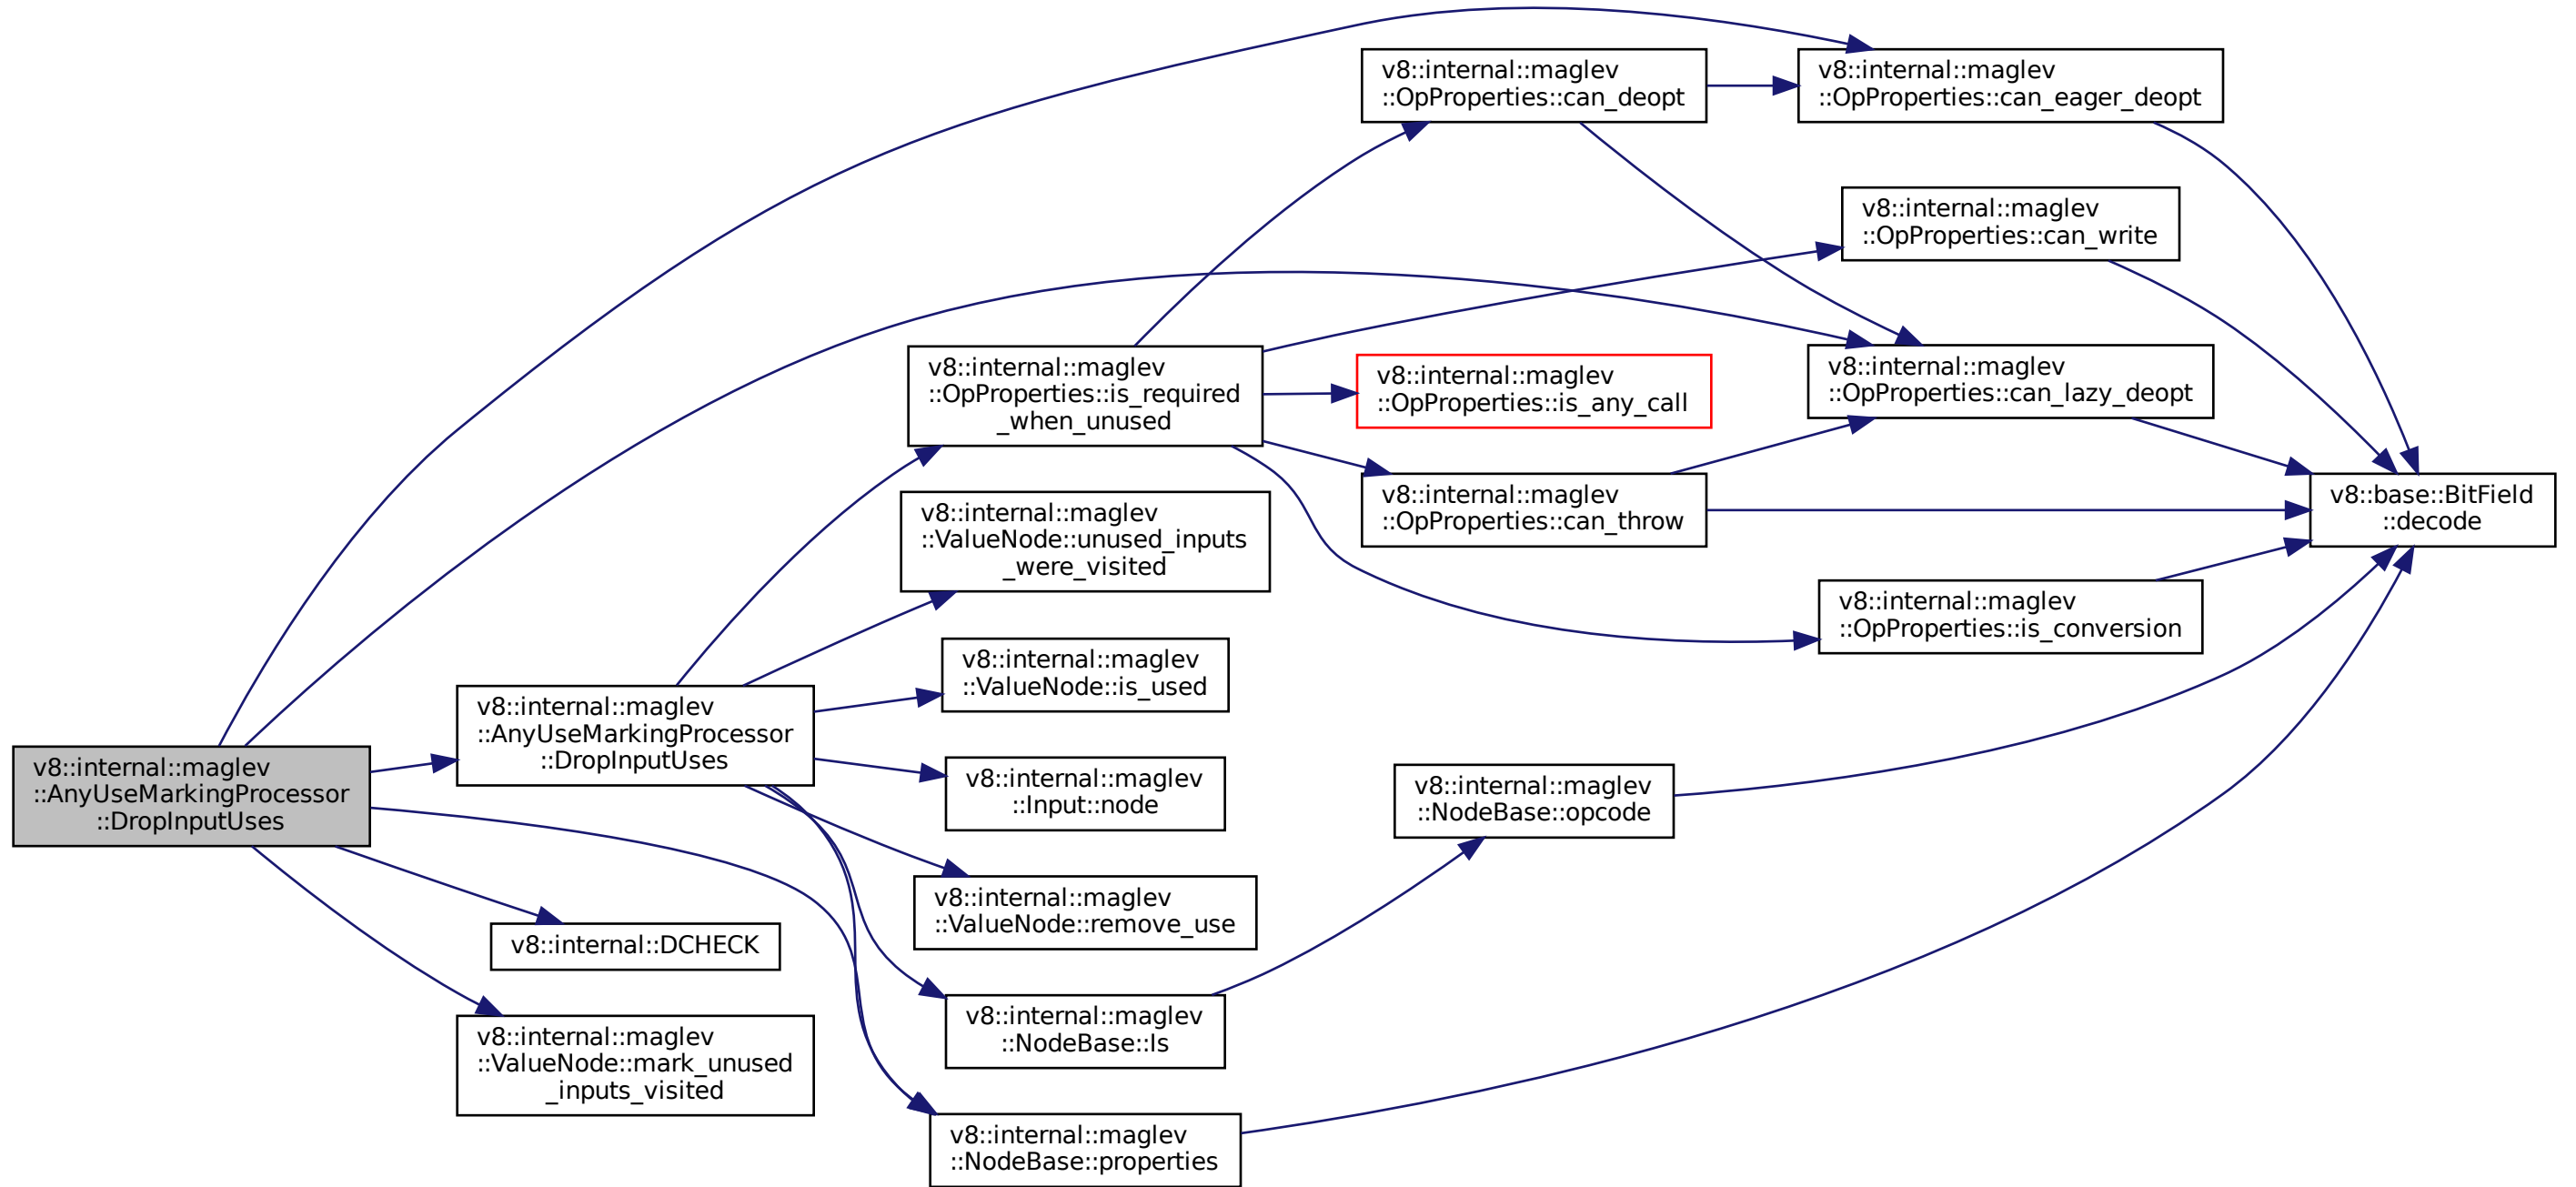 v8::internal::maglev
::AnyUseMarkingProcessor
::DropInputUses
v8::internal::maglev
::AnyUseMarkingProcessor
::DropInputUses
v8::internal::DCHECK
v8::internal::maglev
::ValueNode::mark_unused
_inputs_visited
v8::internal::maglev
::OpProperties::is_required
_when_unused
v8::internal::maglev
::ValueNode::unused_inputs
_were_visited
v8::internal::maglev
::ValueNode::is_used
v8::internal::maglev
::Input::node
v8::internal::maglev
::ValueNode::remove_use
v8::internal::maglev
::NodeBase::Is
v8::internal::maglev
::NodeBase::properties
v8::internal::maglev
::OpProperties::can_deopt
v8::internal::maglev
::OpProperties::is_any_call
v8::internal::maglev
::OpProperties::can_throw
v8::internal::maglev
::NodeBase::opcode
v8::internal::maglev
::OpProperties::can_eager_deopt
v8::internal::maglev
::OpProperties::can_write
v8::internal::maglev
::OpProperties::can_lazy_deopt
v8::internal::maglev
::OpProperties::is_conversion
v8::base::BitField
::decode